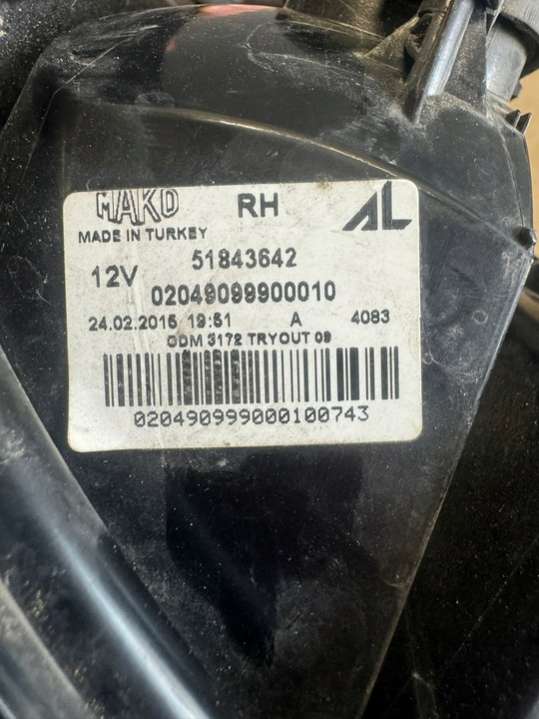 MAKO RH AL
MADE IN TURKEY
12V 51843642
02049099900010
24.02.2015 19:51 A 4083
ODM 3172 TRYOUT 09
020490999000100743